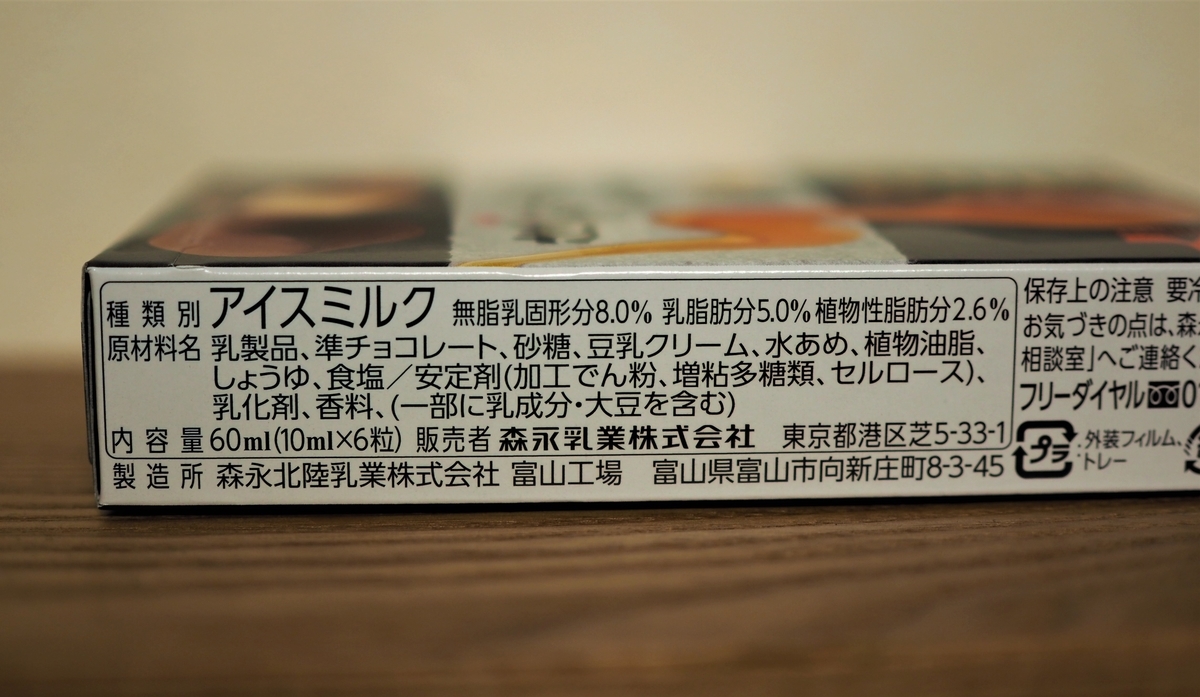 種類別 アイスミルク 無脂乳固形分8.0% 乳脂肪分5.0% 植物性脂肪分2.6%
原材料名 乳製品、準チョコレート、砂糖、豆乳クリーム、水あめ、植物油脂、
しょうゆ、食塩／安定剤(加工でん粉、増粘多糖類、セルロース)、
乳化剤、香料、(一部に乳成分・大豆を含む)
内容量 60ml(10ml×6粒) 販売者 森永乳業株式会社 東京都港区芝5-33-1
製造所 森永北陸乳業株式会社 富山工場 富山県富山市向新庄町8-3-45
保存上の注意 要冷
お気づきの点は、森
相談室」へご連絡く
フリーダイヤル 0
プラ
・外装フィルム、
・トレー